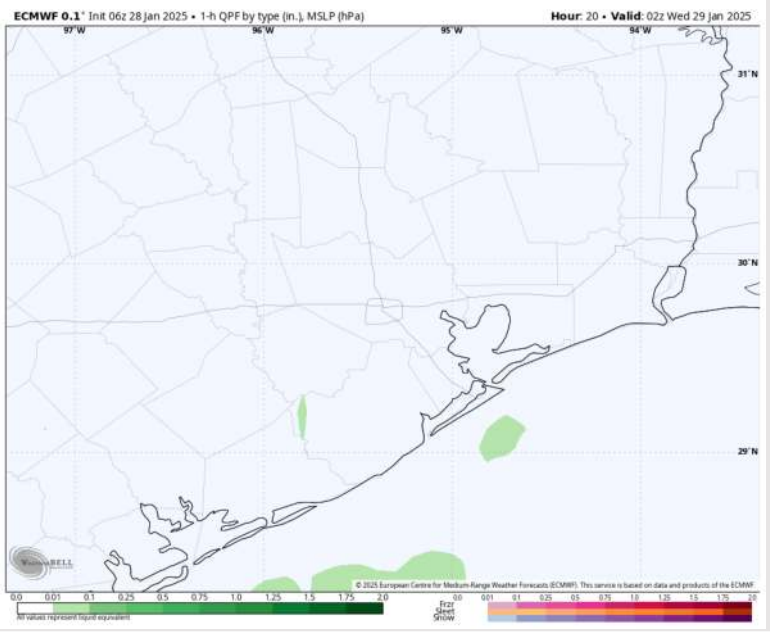 ECMWF 0.1° Init 06z 28 Jan 2025 • 1-h QPF by type (in.), MSLP (hPa) Hour: 20 • Valid: 02z Wed 29 Jan 2025
97°W 96°W 95°W 94°W
31°N
30°N
29°N
WeatherBELL
© 2025 European Centre for Medium-Range Weather Forecasts (ECMWF). This service is based on data and products of the ECMWF
0.0 0.01 0.1 0.25 0.5 0.75 1.0 1.25 1.5 1.75 2.0 0.0 0.01 0.1 0.25 0.5 0.75 1.0 1.25 1.5 1.75 2.0
All values represent liquid equivalent
Frzr
Sleet
Snow